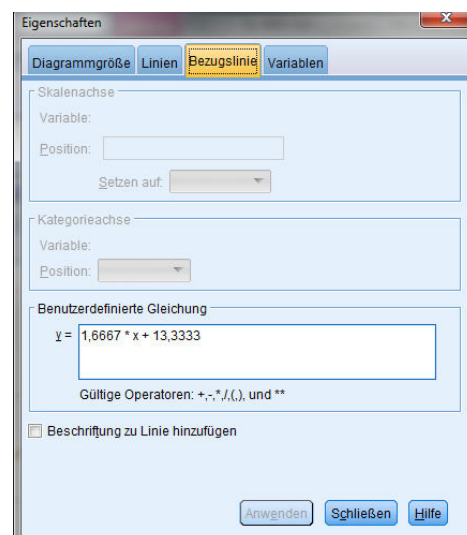 Eigenschaften
Diagrammgröße Linien Bezugslinie Variablen
Skalenachse
Variable:
Position:
Setzen auf:
Kategorieachse
Variable:
Position:
Benutzerdefinierte Gleichung
y = 1,6667 * x + 13,3333
Gültige Operatoren: +,-,*,/,(,), und **
Beschriftung zu Linie hinzufügen
Anwenden Schließen Hilfe